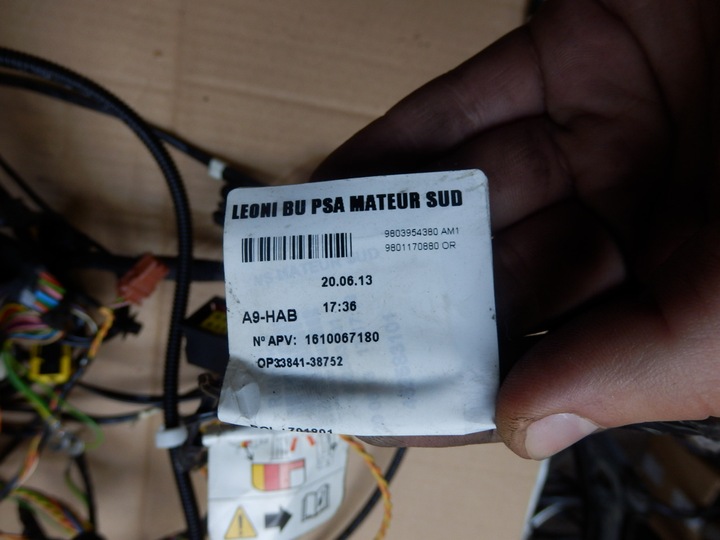 LEONI BU PSA MATEUR SUD
9803954380 AM1
9801170880 OR
20.06.13
A9-HAB 17:36
Nº APV: 1610067180
OP33841-38752